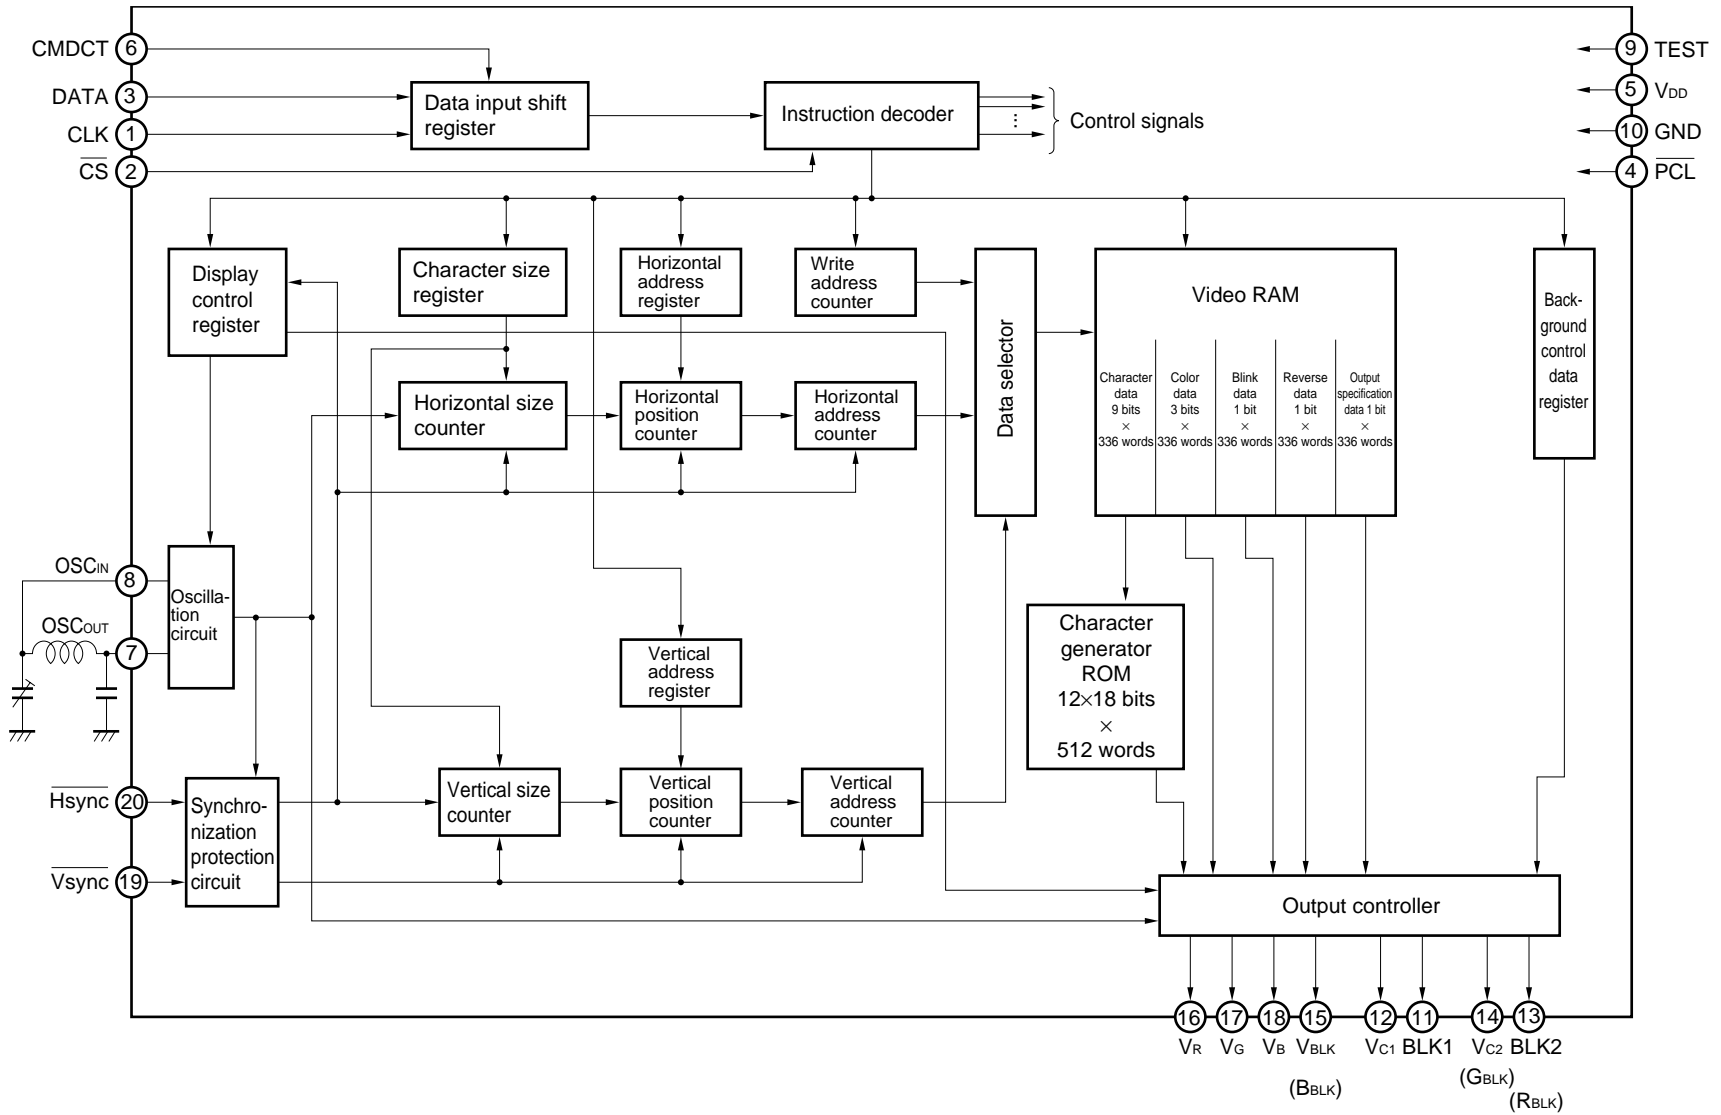 CMDCT 6
DATA 3
CLK 1
CS 2
Data input shift
register
Instruction decoder
⋮
Control signals
9 TEST
5 VDD
10 GND
4 PCL
Display
control
register
Character size
register
Horizontal
address
register
Write
address
counter
Data selector
Video RAM
Character
data
9 bits
×
336 words
Color
data
3 bits
×
336 words
Blink
data
1 bit
×
336 words
Reverse
data
1 bit
×
336 words
Output
specification
data 1 bit
×
336 words
Back-
ground
control
data
register
Horizontal size
counter
Horizontal
position
counter
Horizontal
address
counter
OSCIN
8
OSCOUT
7
Oscilla-
tion
circuit
Vertical
address
register
Character
generator
ROM
12×18 bits
×
512 words
Hsync 20
Vsync 19
Synchro-
nization
protection
circuit
Vertical size
counter
Vertical
position
counter
Vertical
address
counter
Output controller
16 17 18 15 12 11 14 13
VR VG VB VBLK VC1 BLK1 VC2 BLK2
(BBLK) (GBLK)
(RBLK)